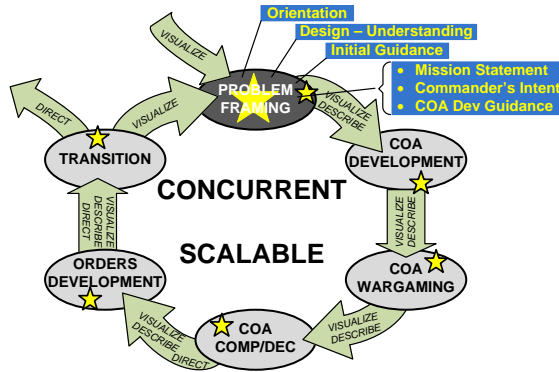 Orientation
Design – Understanding
Initial Guidance
• Mission Statement
• Commander's Intent
• COA Dev Guidance
VISUALIZE
PROBLEM
FRAMING
VISUALIZE
DESCRIBE
DIRECT
VISUALIZE
TRANSITION
COA
DEVELOPMENT
CONCURRENT
VISUALIZE
DESCRIBE
DIRECT
VISUALIZE
DESCRIBE
SCALABLE
ORDERS
DEVELOPMENT
COA
WARGAMING
VISUALIZE
DESCRIBE
DIRECT
COA
COMP/DEC
VISUALIZE
DESCRIBE